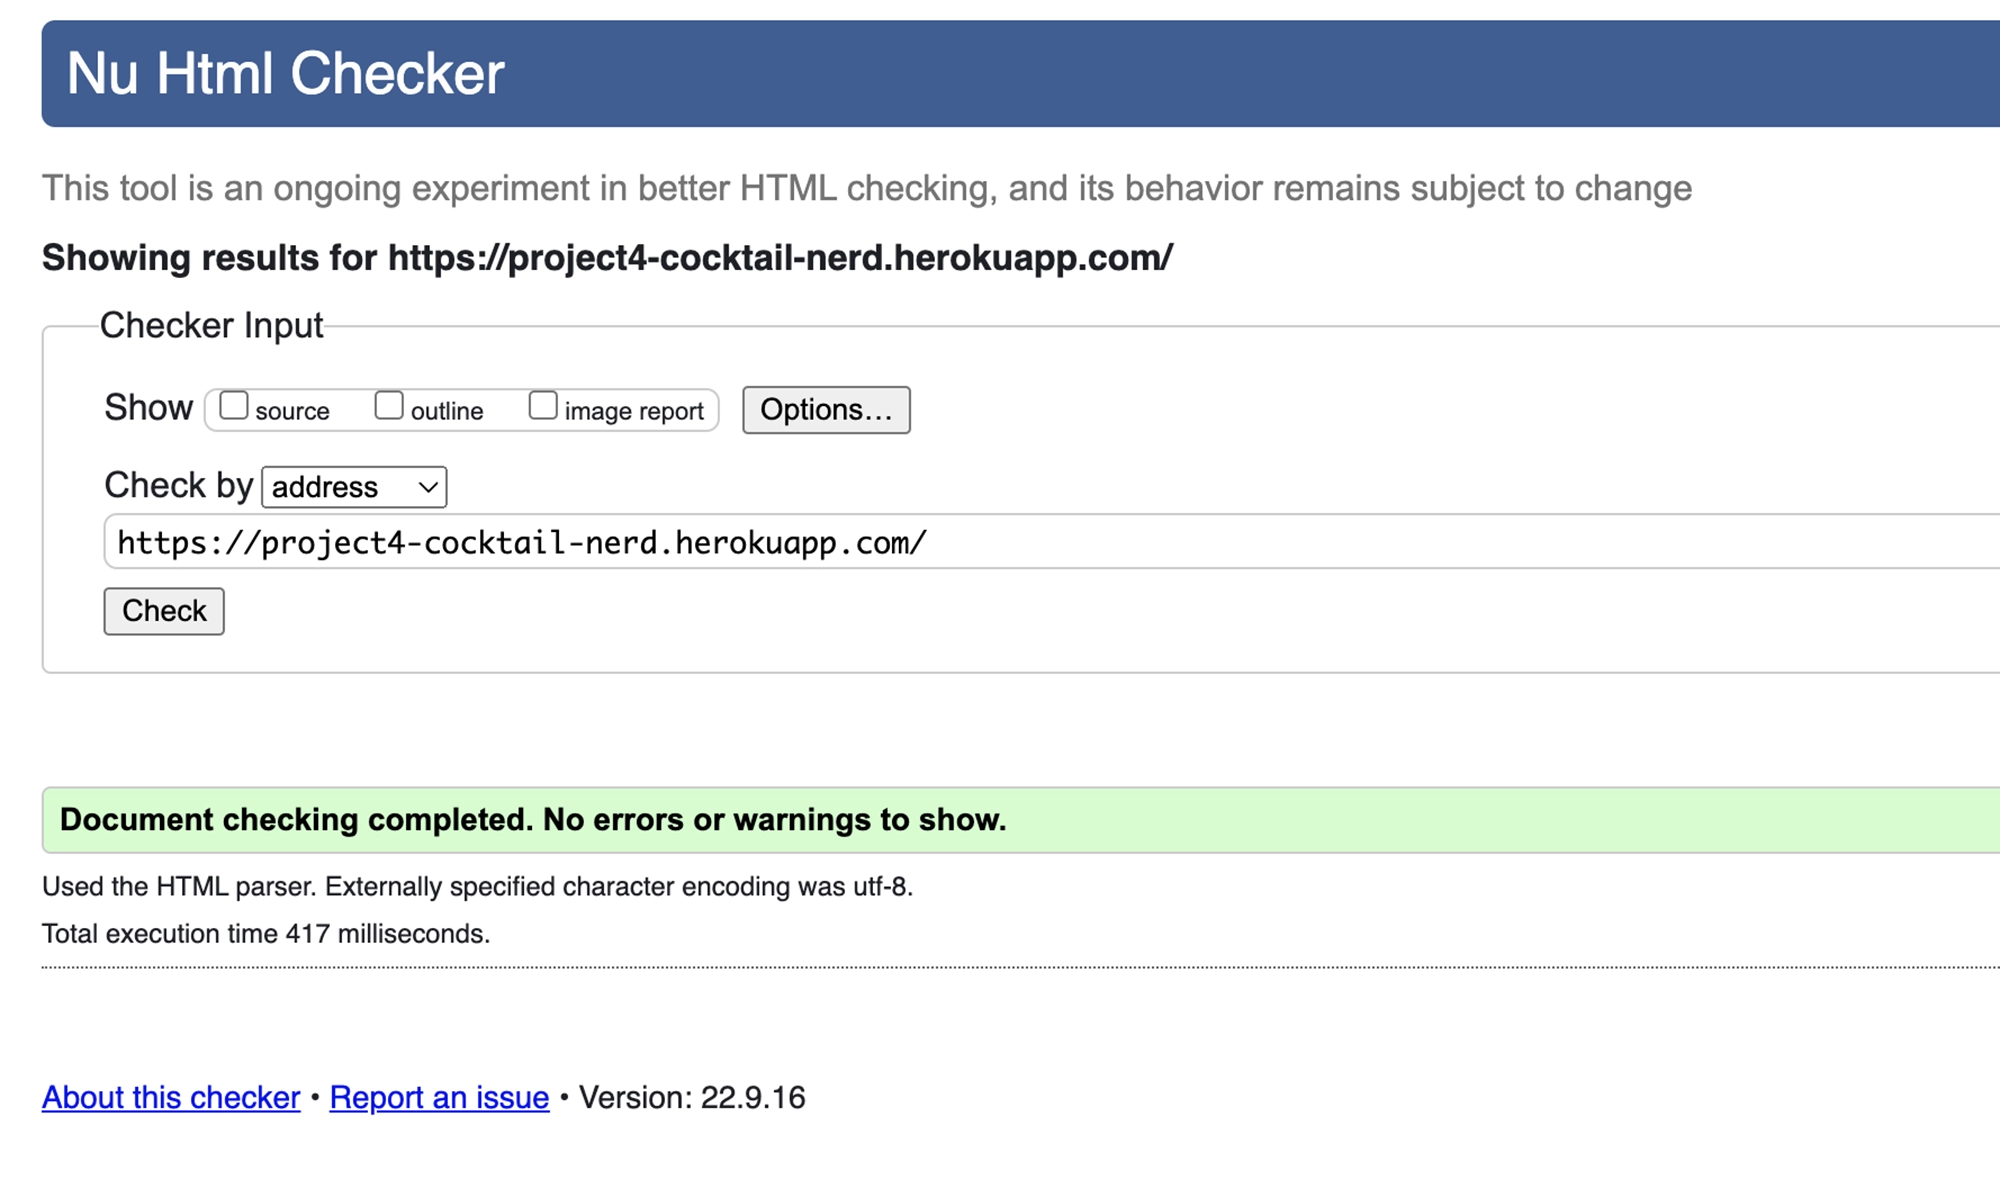 Nu Html Checker
This tool is an ongoing experiment in better HTML checking, and its behavior remains subject to change
Showing results for https://project4-cocktail-nerd.herokuapp.com/
Checker Input
Show source outline image report Options...
Check by address
https://project4-cocktail-nerd.herokuapp.com/
Check
Document checking completed. No errors or warnings to show.
Used the HTML parser. Externally specified character encoding was utf-8.
Total execution time 417 milliseconds.
About this checker • Report an issue • Version: 22.9.16